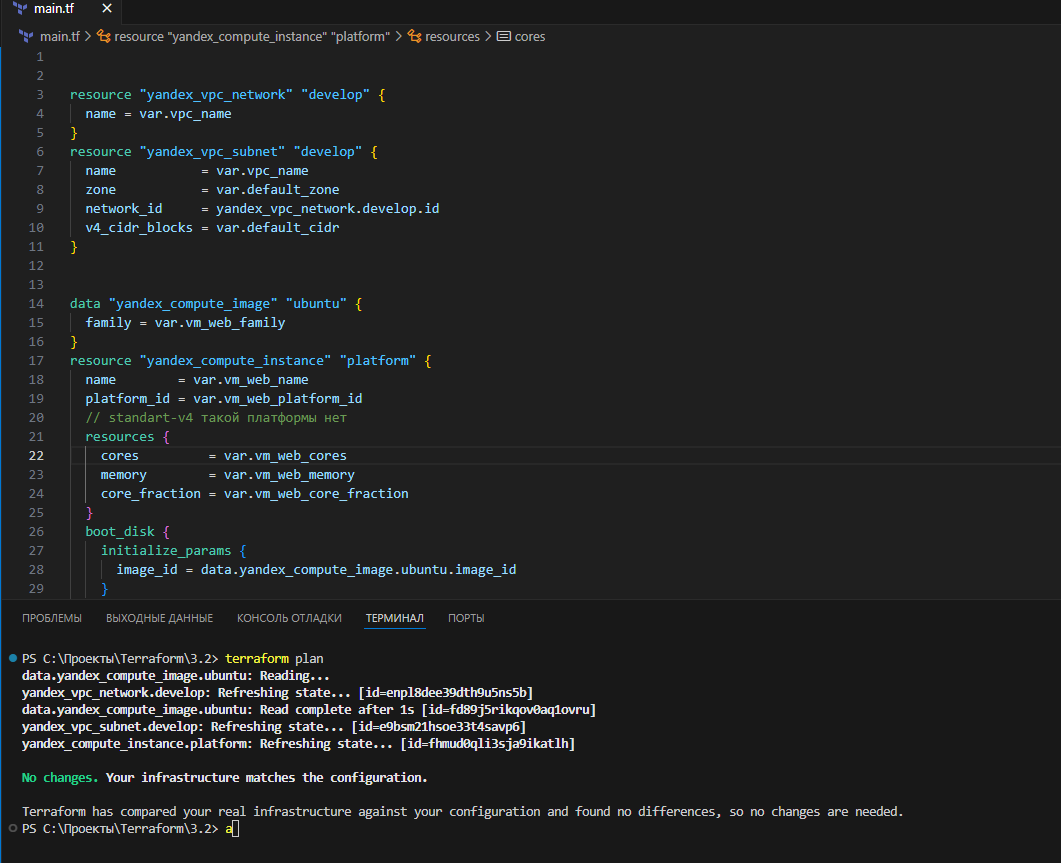 main.tf
main.tf > resource "yandex_compute_instance" "platform" > resources > cores
1
2
3 resource "yandex_vpc_network" "develop" {
4   name = var.vpc_name
5 }
6 resource "yandex_vpc_subnet" "develop" {
7   name           = var.vpc_name
8   zone           = var.default_zone
9   network_id     = yandex_vpc_network.develop.id
10   v4_cidr_blocks = var.default_cidr
11 }
12
13
14 data "yandex_compute_image" "ubuntu" {
15   family = var.vm_web_family
16 }
17 resource "yandex_compute_instance" "platform" {
18   name        = var.vm_web_name
19   platform_id = var.vm_web_platform_id
20   // standart-v4 такой платформы нет
21   resources {
22     cores         = var.vm_web_cores
23     memory        = var.vm_web_memory
24     core_fraction = var.vm_web_core_fraction
25   }
26   boot_disk {
27     initialize_params {
28       image_id = data.yandex_compute_image.ubuntu.image_id
29     }
ПРОБЛЕМЫ ВЫХОДНЫЕ ДАННЫЕ КОНСОЛЬ ОТЛАДКИ ТЕРМИНАЛ ПОРТЫ
PS C:\Проекты\Terraform\3.2> terraform plan
data.yandex_compute_image.ubuntu: Reading...
yandex_vpc_network.develop: Refreshing state... [id=enpl8dee39dth9u5ns5b]
data.yandex_compute_image.ubuntu: Read complete after 1s [id=fd89j5rikqov0aq1ovru]
yandex_vpc_subnet.develop: Refreshing state... [id=e9bsm21hsoe33t4savp6]
yandex_compute_instance.platform: Refreshing state... [id=fhmud0qli3sja9ikatlh]
No changes. Your infrastructure matches the configuration.
Terraform has compared your real infrastructure against your configuration and found no differences, so no changes are needed.
PS C:\Проекты\Terraform\3.2> a